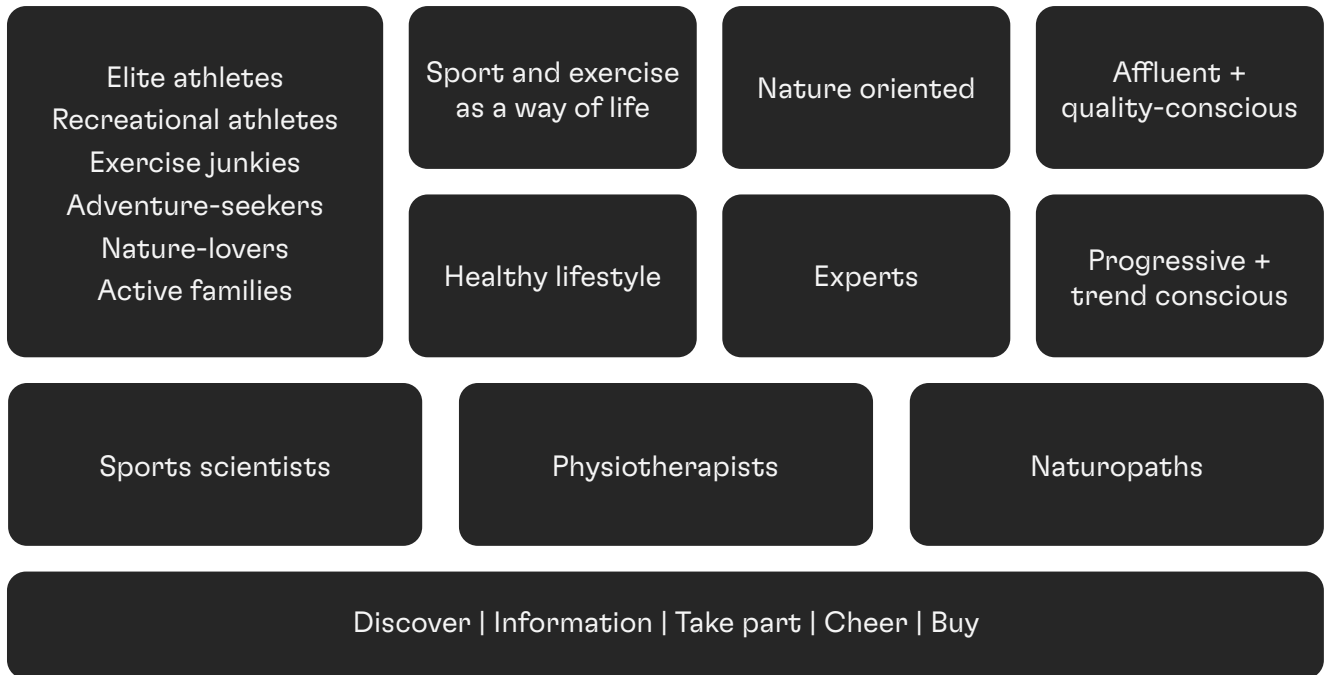 Elite athletes
Recreational athletes
Exercise junkies
Adventure-seekers
Nature-lovers
Active families
Sport and exercise
as a way of life
Nature oriented
Affluent +
quality-conscious
Healthy lifestyle
Experts
Progressive +
trend conscious
Sports scientists
Physiotherapists
Naturopaths
Discover | Information | Take part | Cheer | Buy